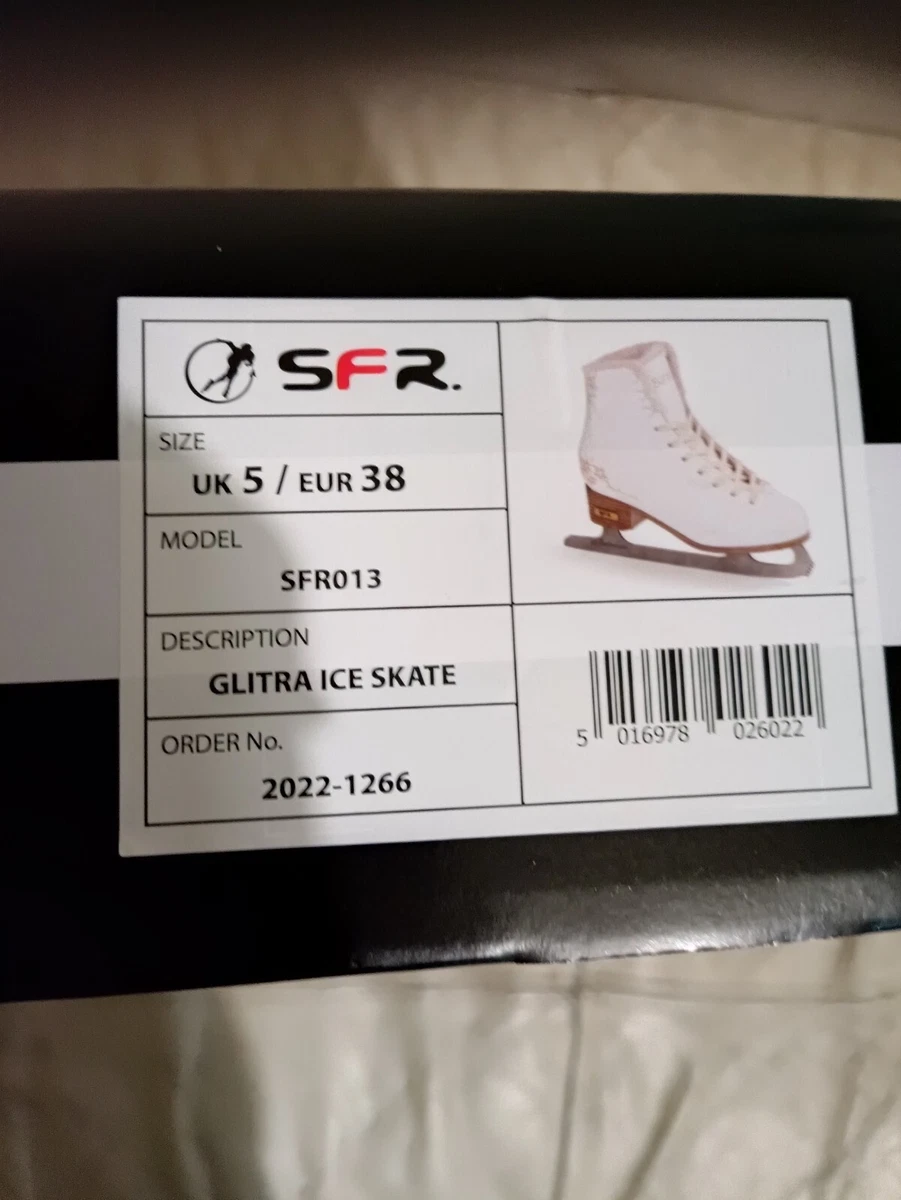 SFR.
SIZE
UK 5 / EUR 38
MODEL
SFR013
DESCRIPTION
GLITRA ICE SKATE
ORDER No.
2022-1266
5 016978 026022